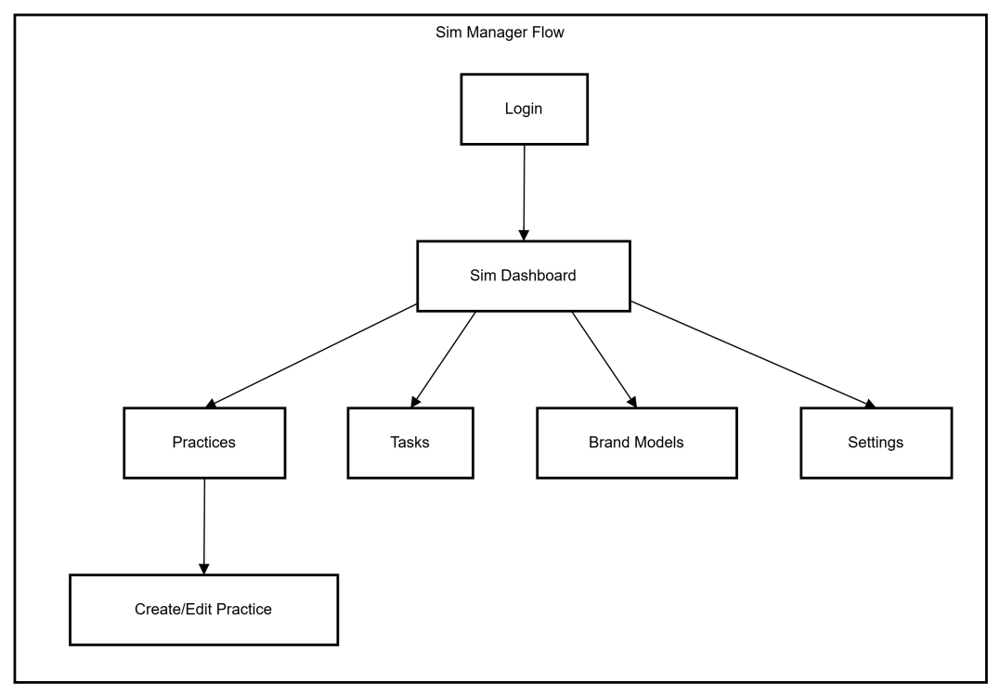 Sim Manager Flow
Login
Sim Dashboard
Practices
Tasks
Brand Models
Settings
Create/Edit Practice